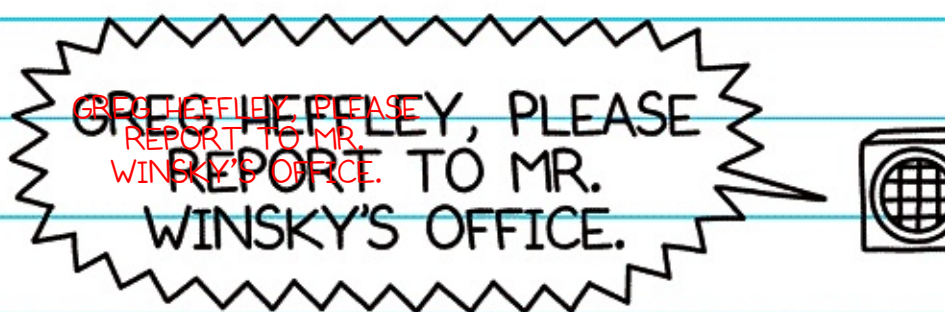 GREG HEFFLEY, PLEASE
REPORT TO MR.
WINSKY'S OFFICE.
GREG HEFFLEY, PLEASE
REPORT TO MR.
WINSKY'S OFFICE.